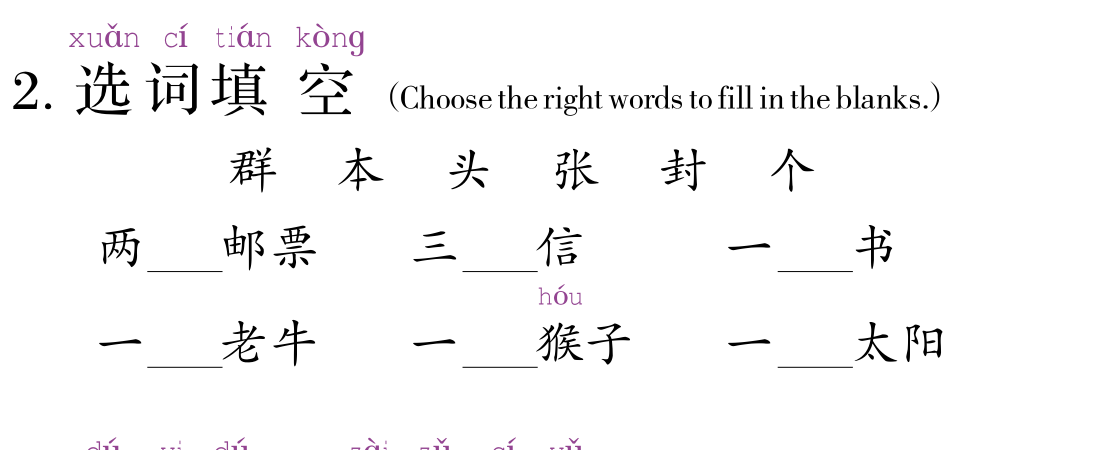 xuǎn cí tián kòng
2. 选词填空 (Choose the right words to fill in the blanks.)
群 本 头 张 封 个
两___邮票 三___信 一___书
hóu
一___老牛 一___猴子 一___太阳